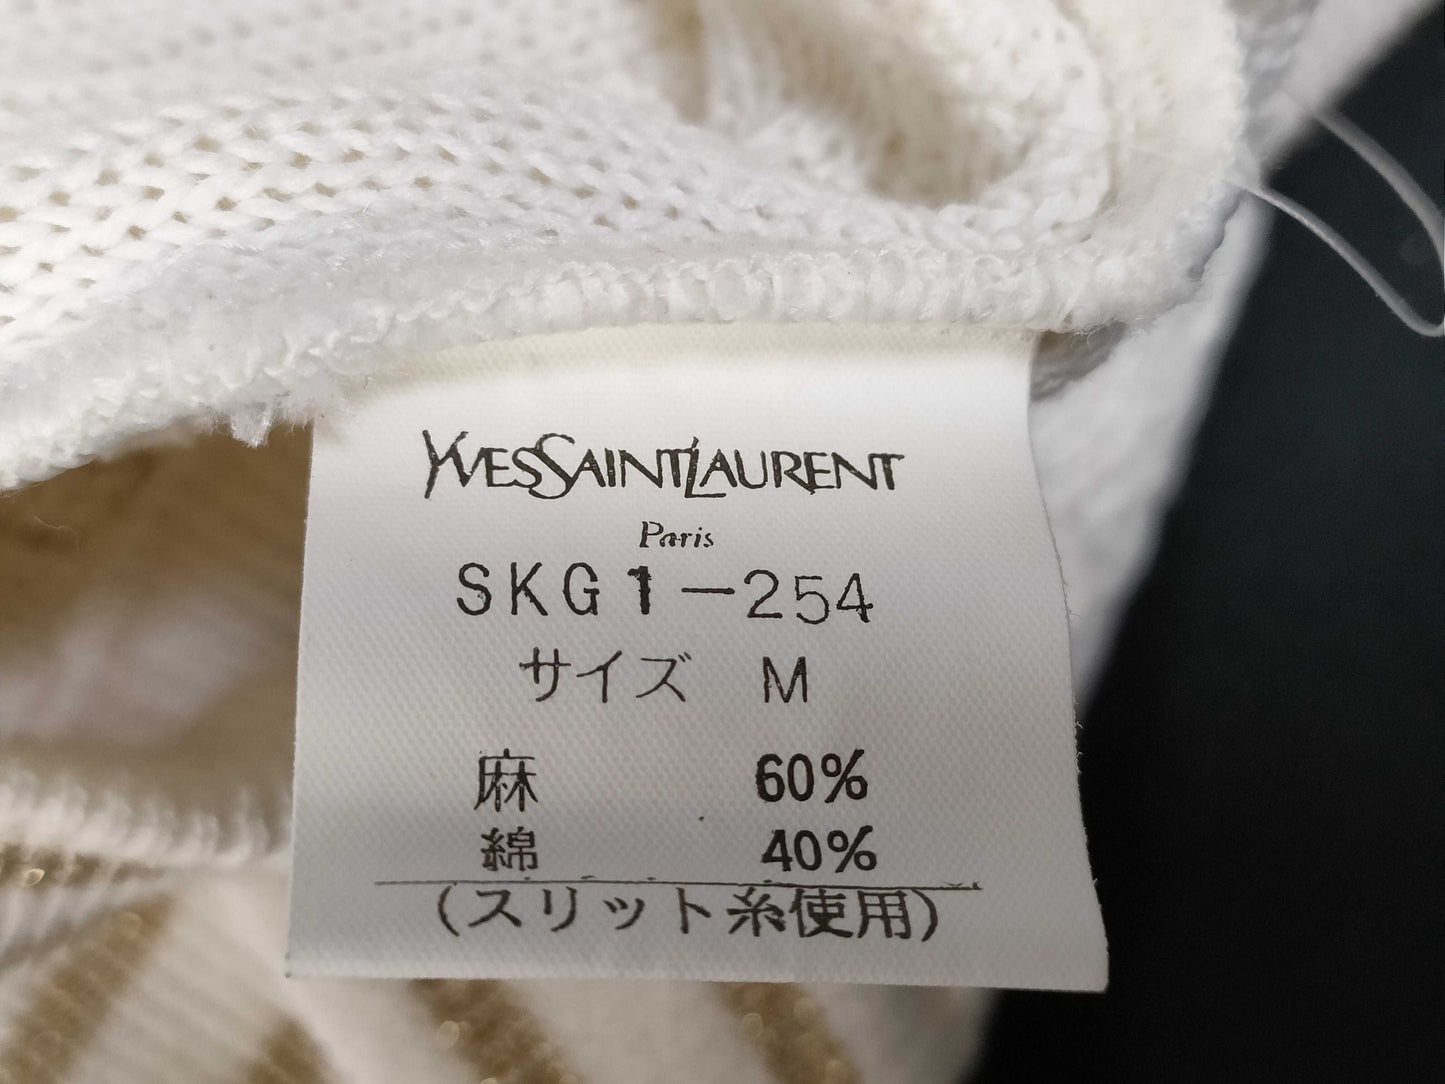 YVESSAINTLAURENT
Paris
SKG1-254
サイズ M
麻 60%
綿 40%
(スリット糸使用)